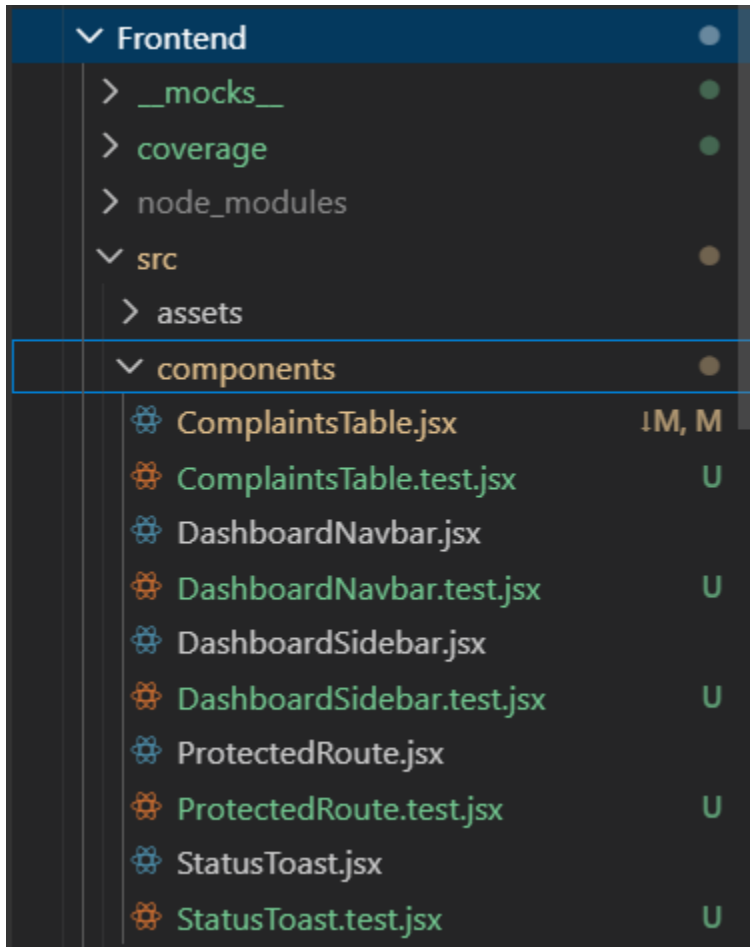 Frontend
__mocks__
coverage
node_modules
src
assets
components
ComplaintsTable.jsx ↓M, M
ComplaintsTable.test.jsx U
DashboardNavbar.jsx
DashboardNavbar.test.jsx U
DashboardSidebar.jsx
DashboardSidebar.test.jsx U
ProtectedRoute.jsx
ProtectedRoute.test.jsx U
StatusToast.jsx
StatusToast.test.jsx U